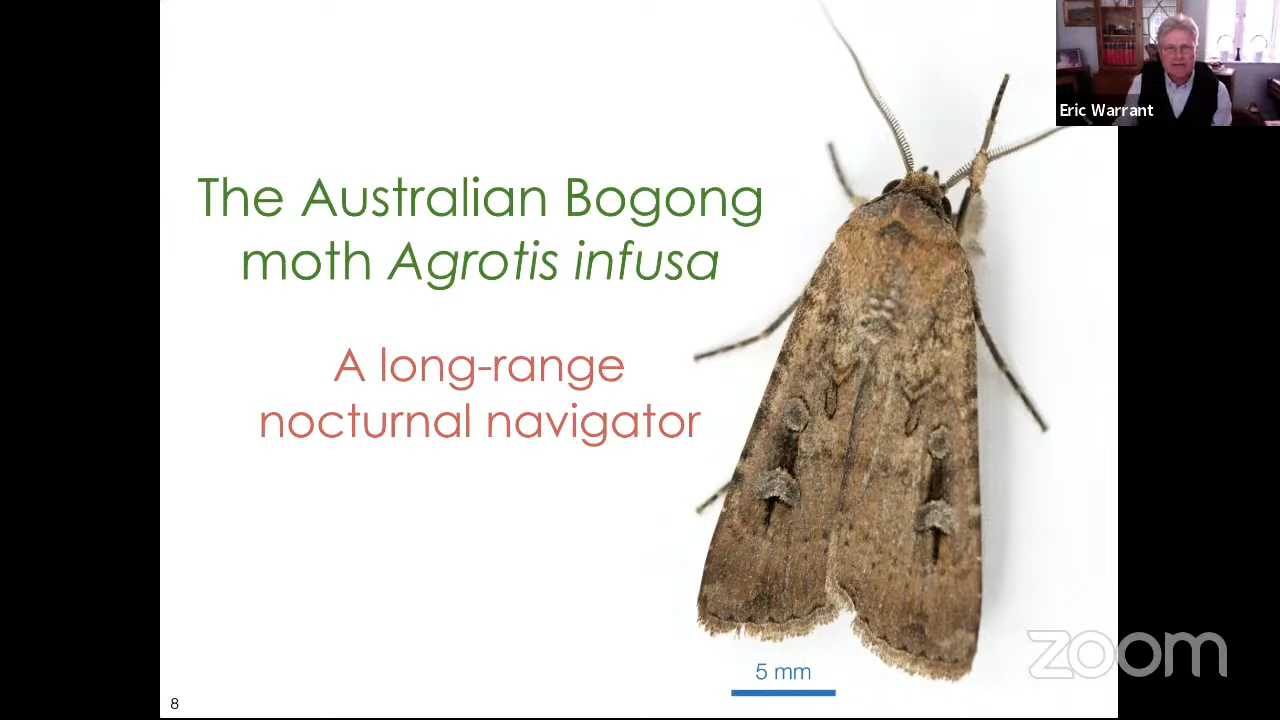 Eric Warrant
The Australian Bogong
moth Agrotis infusa
A long-range
nocturnal navigator
5 mm
zoom
8